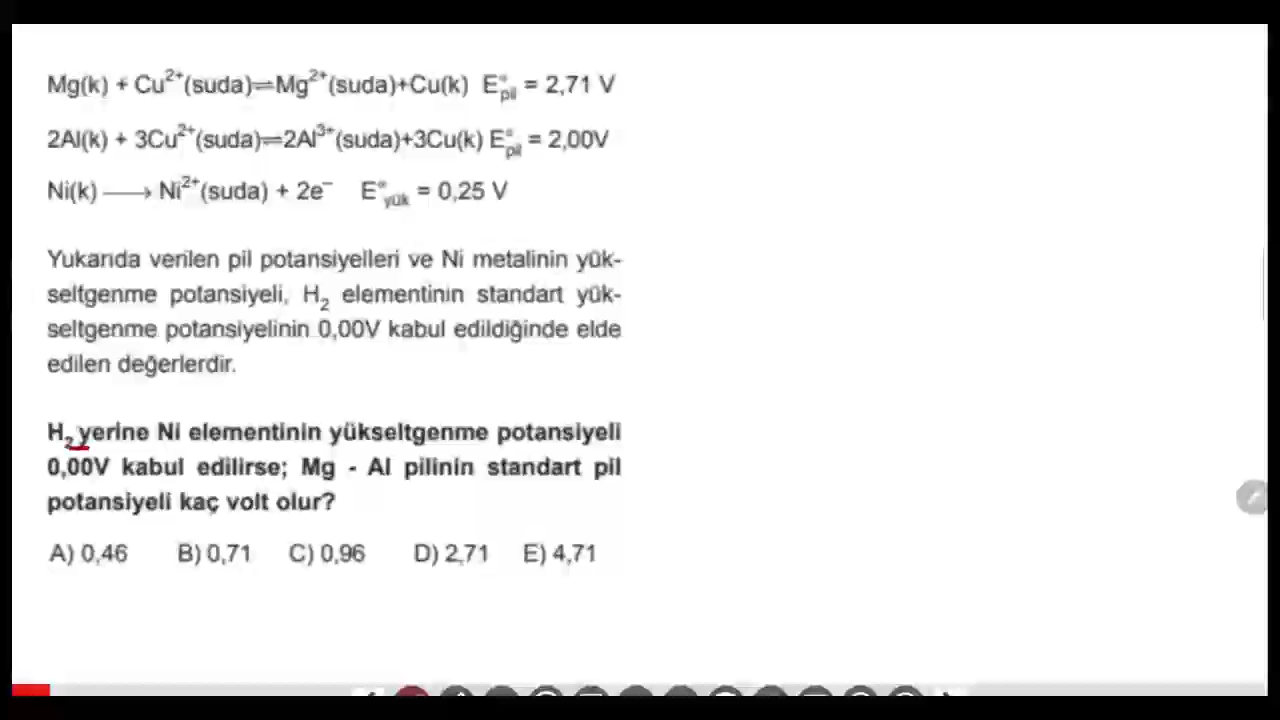 Mg(k) + Cu²⁺(suda)⇌Mg²⁺(suda)+Cu(k) E°pil = 2,71 V
2Al(k) + 3Cu²⁺(suda)⇌2Al³⁺(suda)+3Cu(k) E°pil = 2,00V
Ni(k) ⟶ Ni²⁺(suda) + 2e⁻ E°yük = 0,25 V
Yukarıda verilen pil potansiyelleri ve Ni metalinin yük-
seltgenme potansiyeli, H₂ elementinin standart yük-
seltgenme potansiyelinin 0,00V kabul edildiğinde elde
edilen değerlerdir.
H₂ yerine Ni elementinin yükseltgenme potansiyeli
0,00V kabul edilirse; Mg - Al pilinin standart pil
potansiyeli kaç volt olur?
A) 0,46 B) 0,71 C) 0,96 D) 2,71 E) 4,71